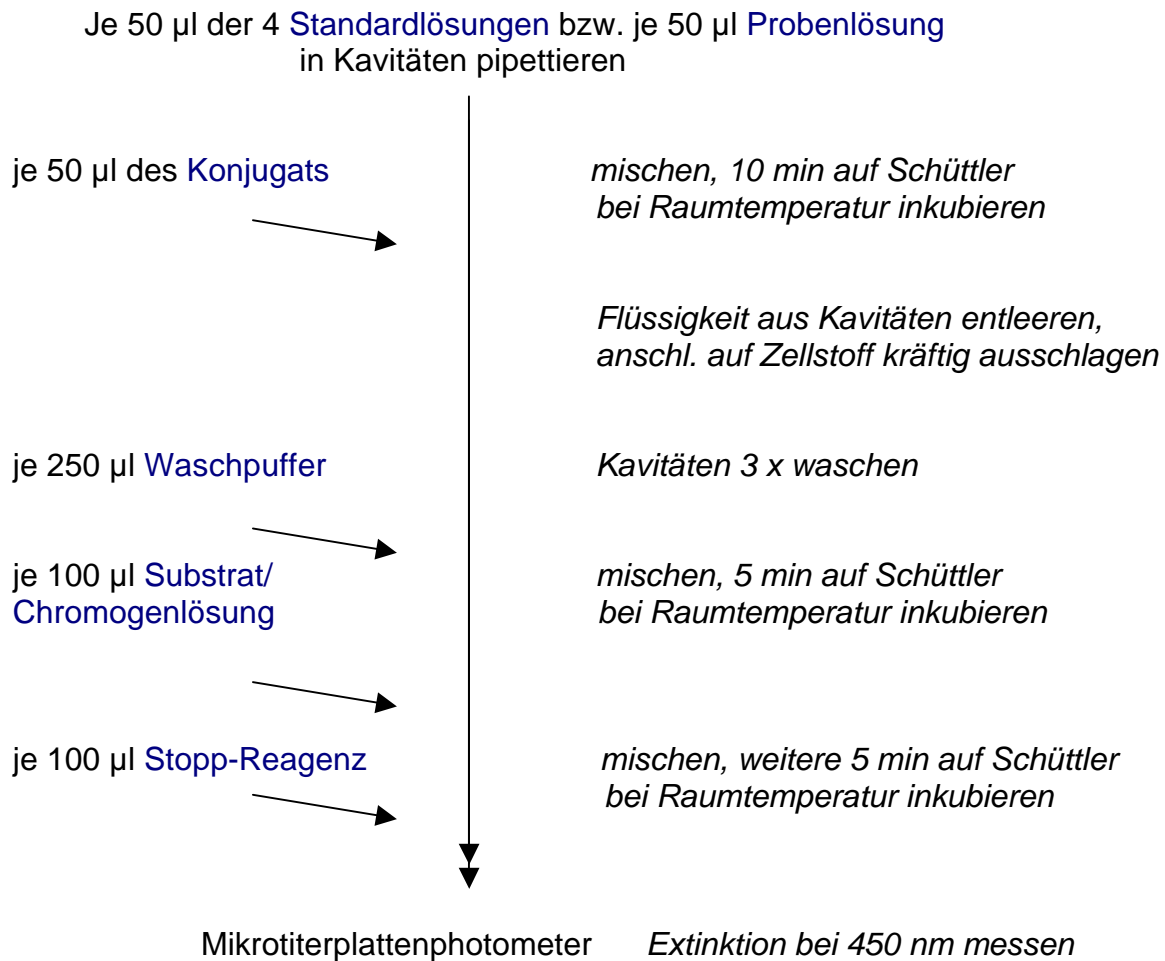 Je 50 µl der 4 Standardlösungen bzw. je 50 µl Probenlösung
in Kavitäten pipettieren
je 50 µl des Konjugats
mischen, 10 min auf Schüttler
bei Raumtemperatur inkubieren
Flüssigkeit aus Kavitäten entleeren,
anschl. auf Zellstoff kräftig ausschlagen
je 250 µl Waschpuffer
Kavitäten 3 x waschen
je 100 µl Substrat/
Chromogenlösung
mischen, 5 min auf Schüttler
bei Raumtemperatur inkubieren
je 100 µl Stopp-Reagenz
mischen, weitere 5 min auf Schüttler
bei Raumtemperatur inkubieren
Mikrotiterplattenphotometer Extinktion bei 450 nm messen